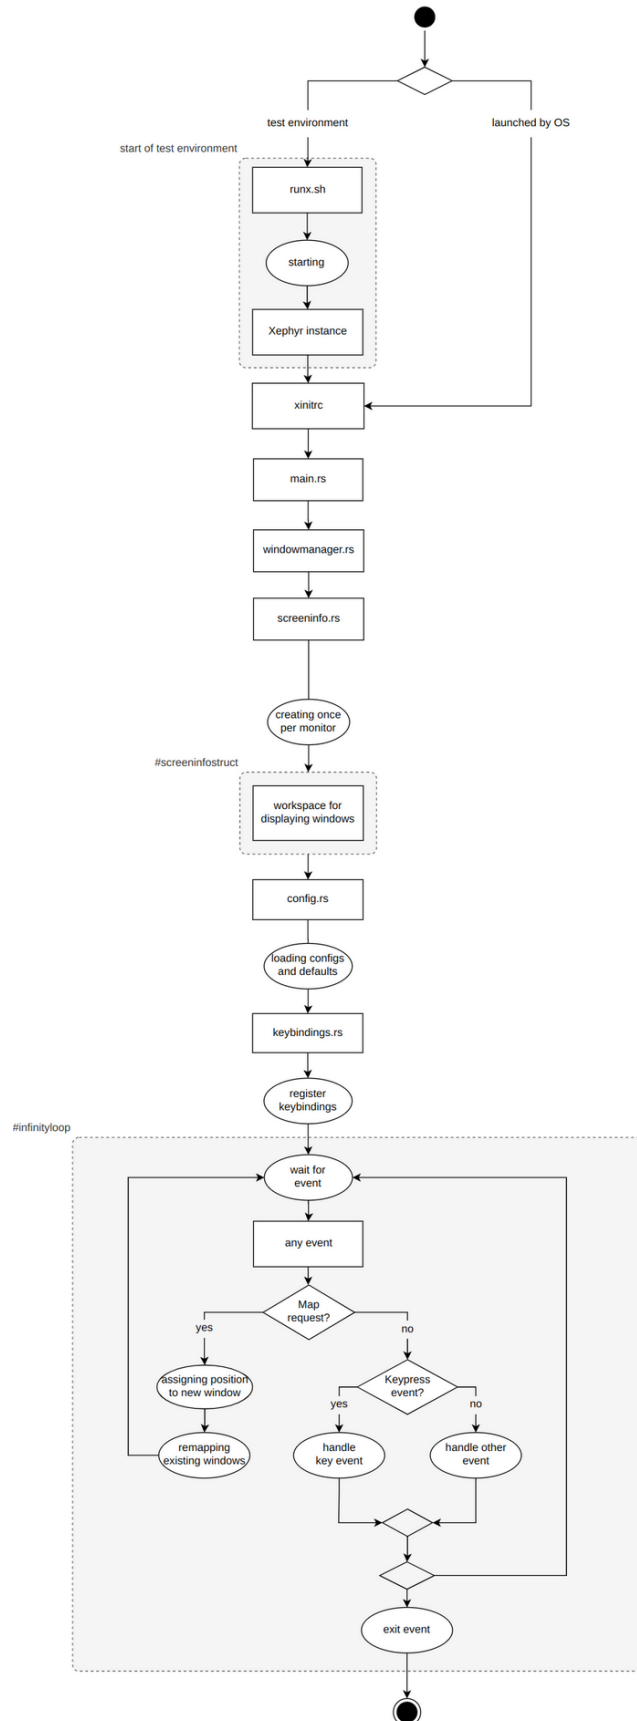 test environment
launched by OS
start of test environment
runx.sh
starting
Xephyr instance
xinitrc
main.rs
windowmanager.rs
screeninfo.rs
creating once
per monitor
#screeninfostruct
workspace for
displaying windows
config.rs
loading configs
and defaults
keybindings.rs
register
keybindings
#infinityloop
wait for
event
any event
Map
request?
yes
no
assigning position
to new window
Keypress
event?
yes
no
remapping
existing windows
handle
key event
handle other
event
exit event